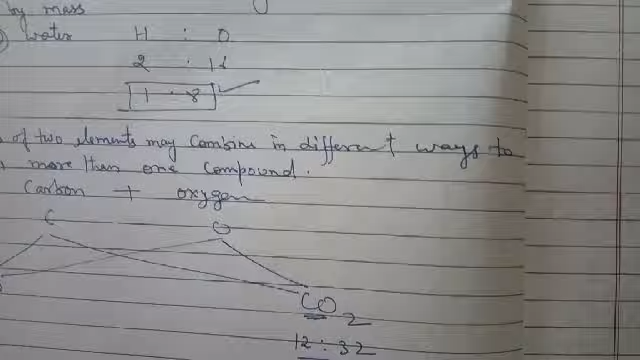 by mass
water H : O
2 : 16
1 : 8
of two elements may combine in different ways to
more than one compound.
Carbon + oxygen
C O
CO2
12 : 32